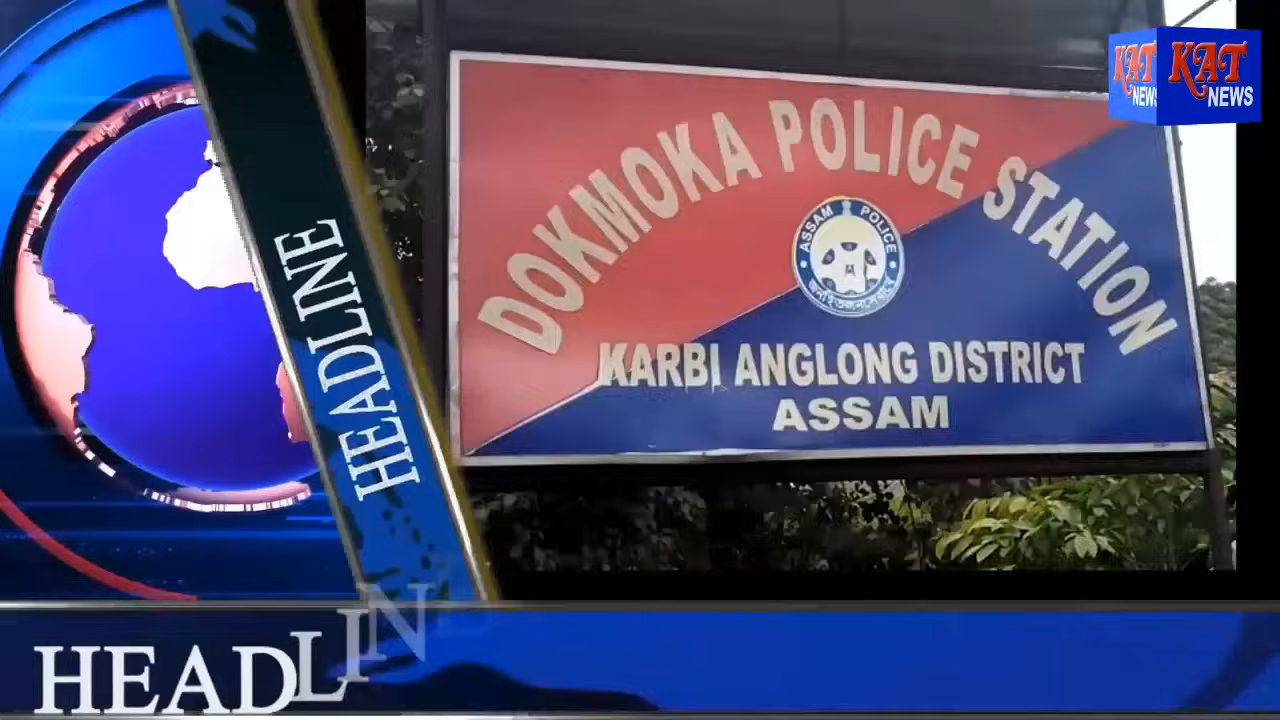 KAT
NEWS
KAT
NEWS
DOKMOKA POLICE STATION
ASSAM POLICE
KARBI ANGLONG DISTRICT
ASSAM
HEADLINE
HEADLIN